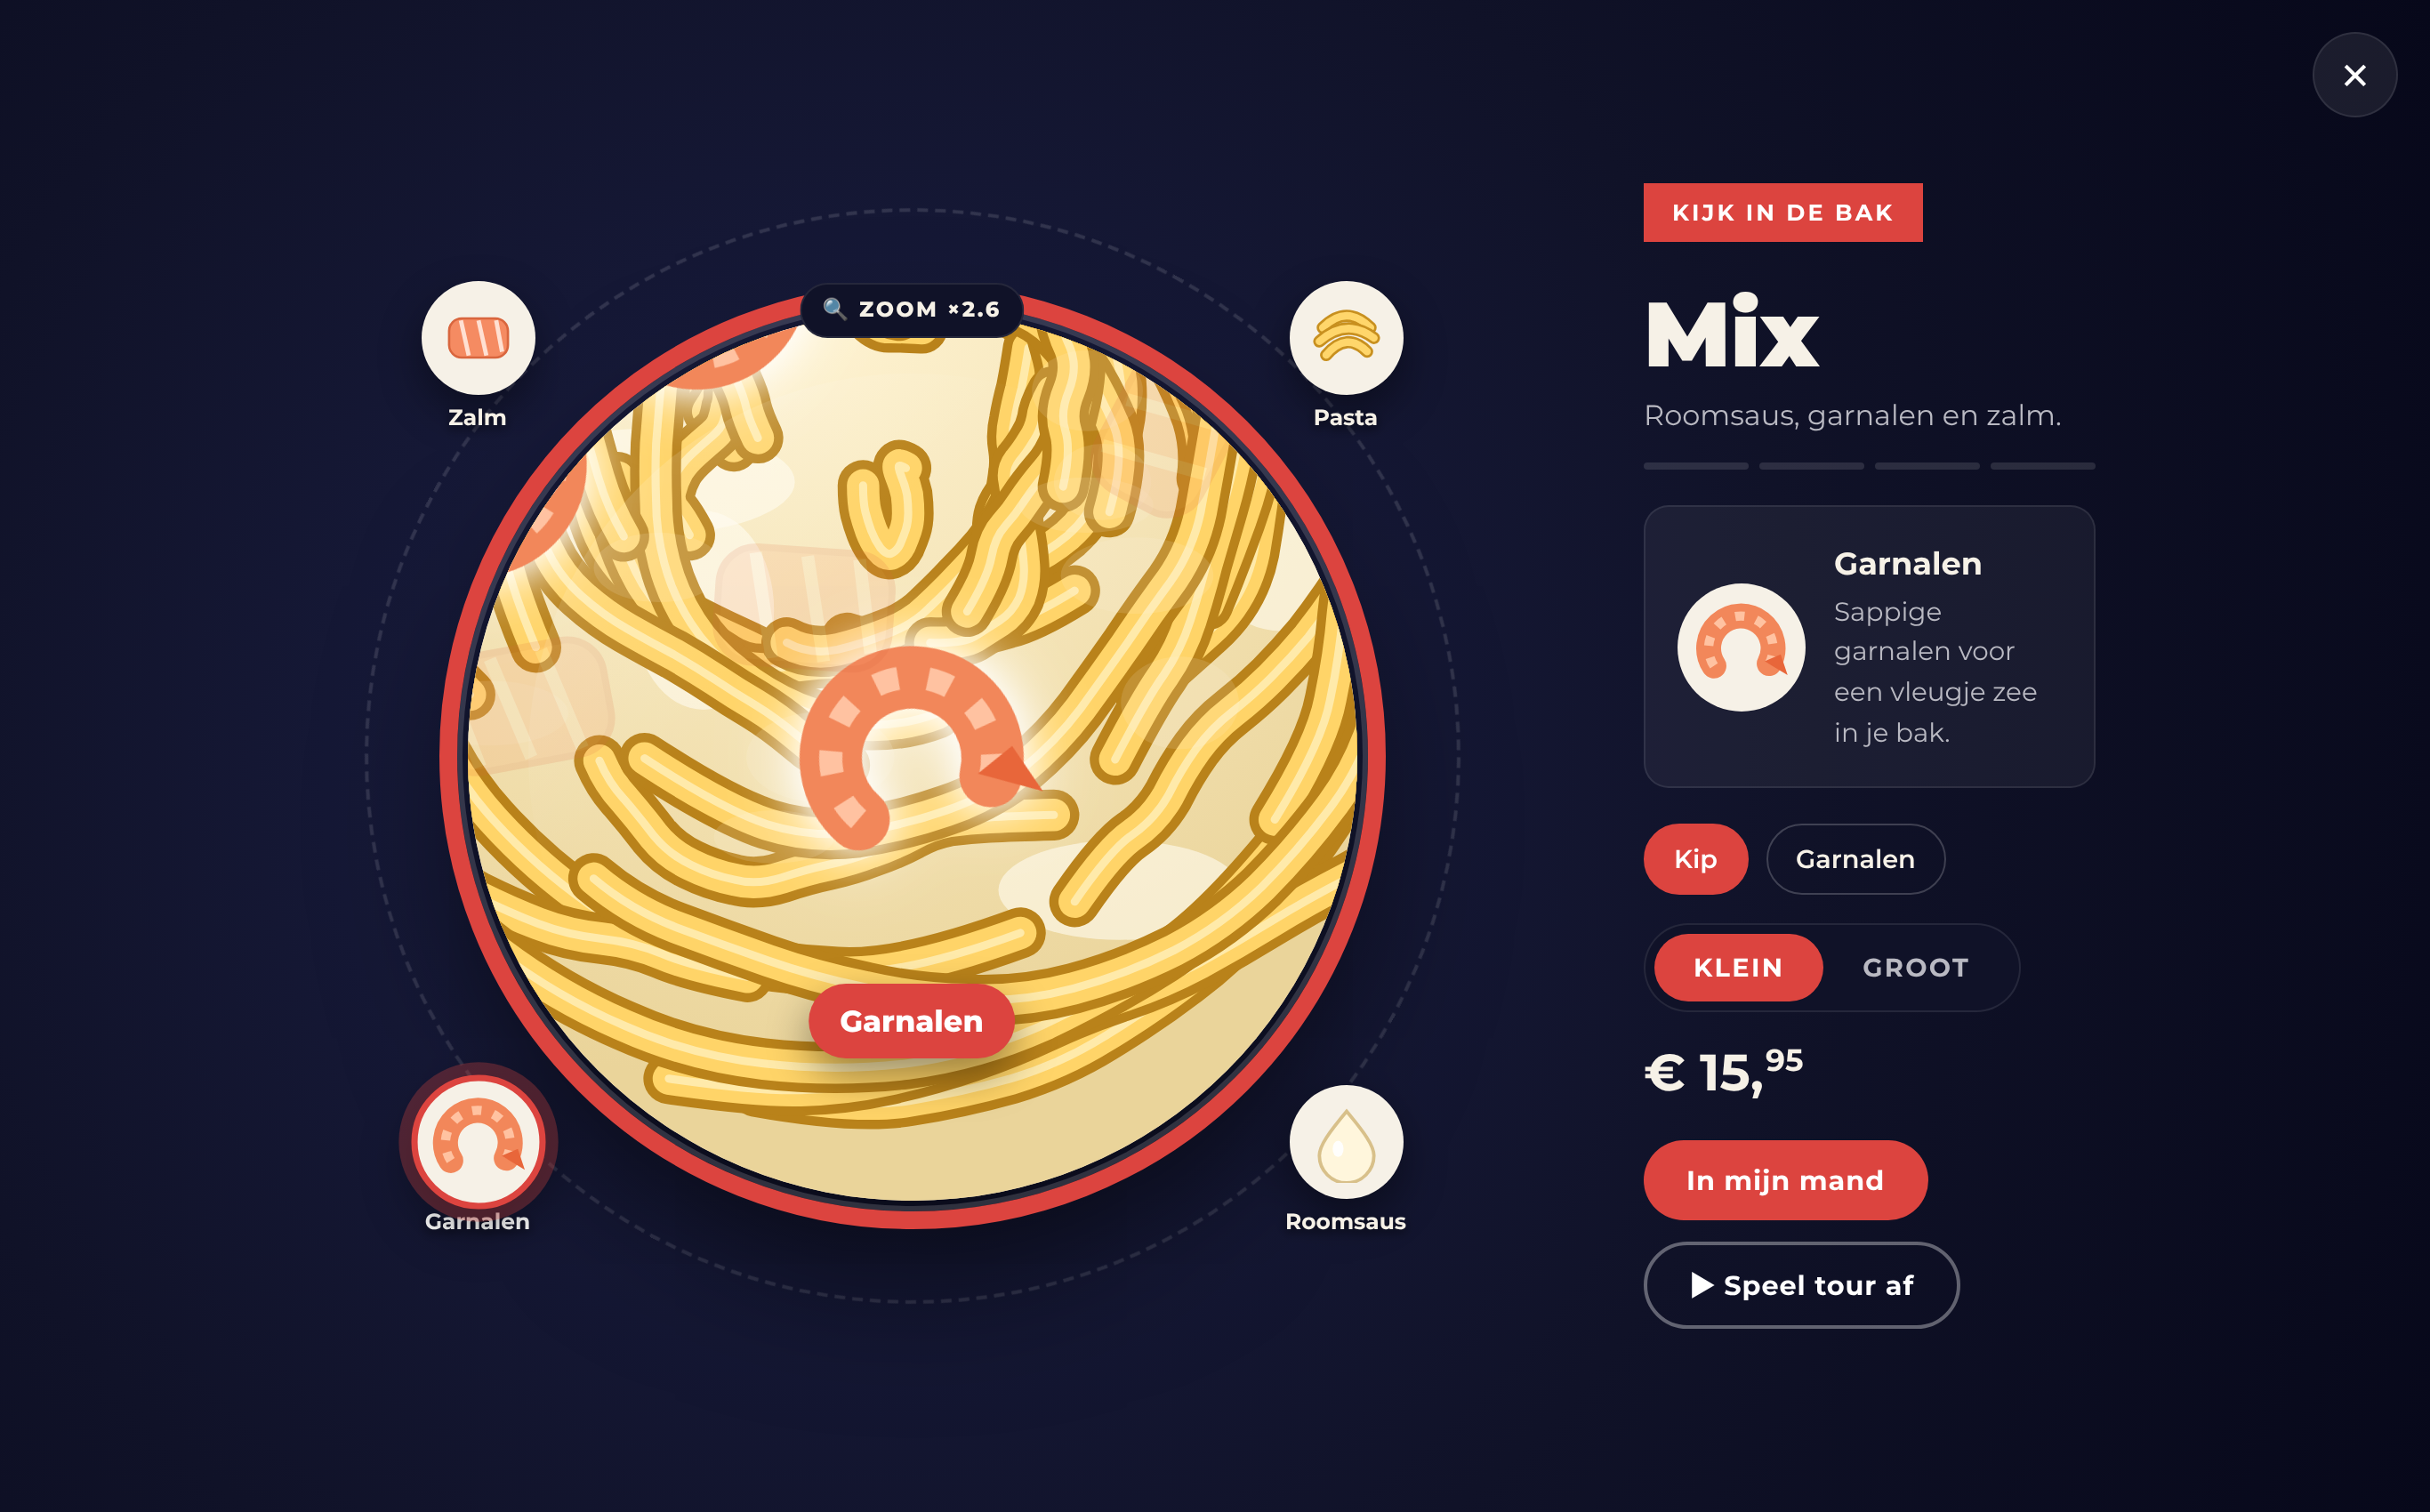 KIJK IN DE BAK
🔍 ZOOM ×2.6
Mix
Zalm
Pasta
Roomsaus, garnalen en zalm.
Garnalen
Sappige
garnalen voor
een vleugje zee
in je bak.
Kip
Garnalen
KLEIN
GROOT
Garnalen
€ 15,95
In mijn mand
Garnalen
Roomsaus
▶ Speel tour af